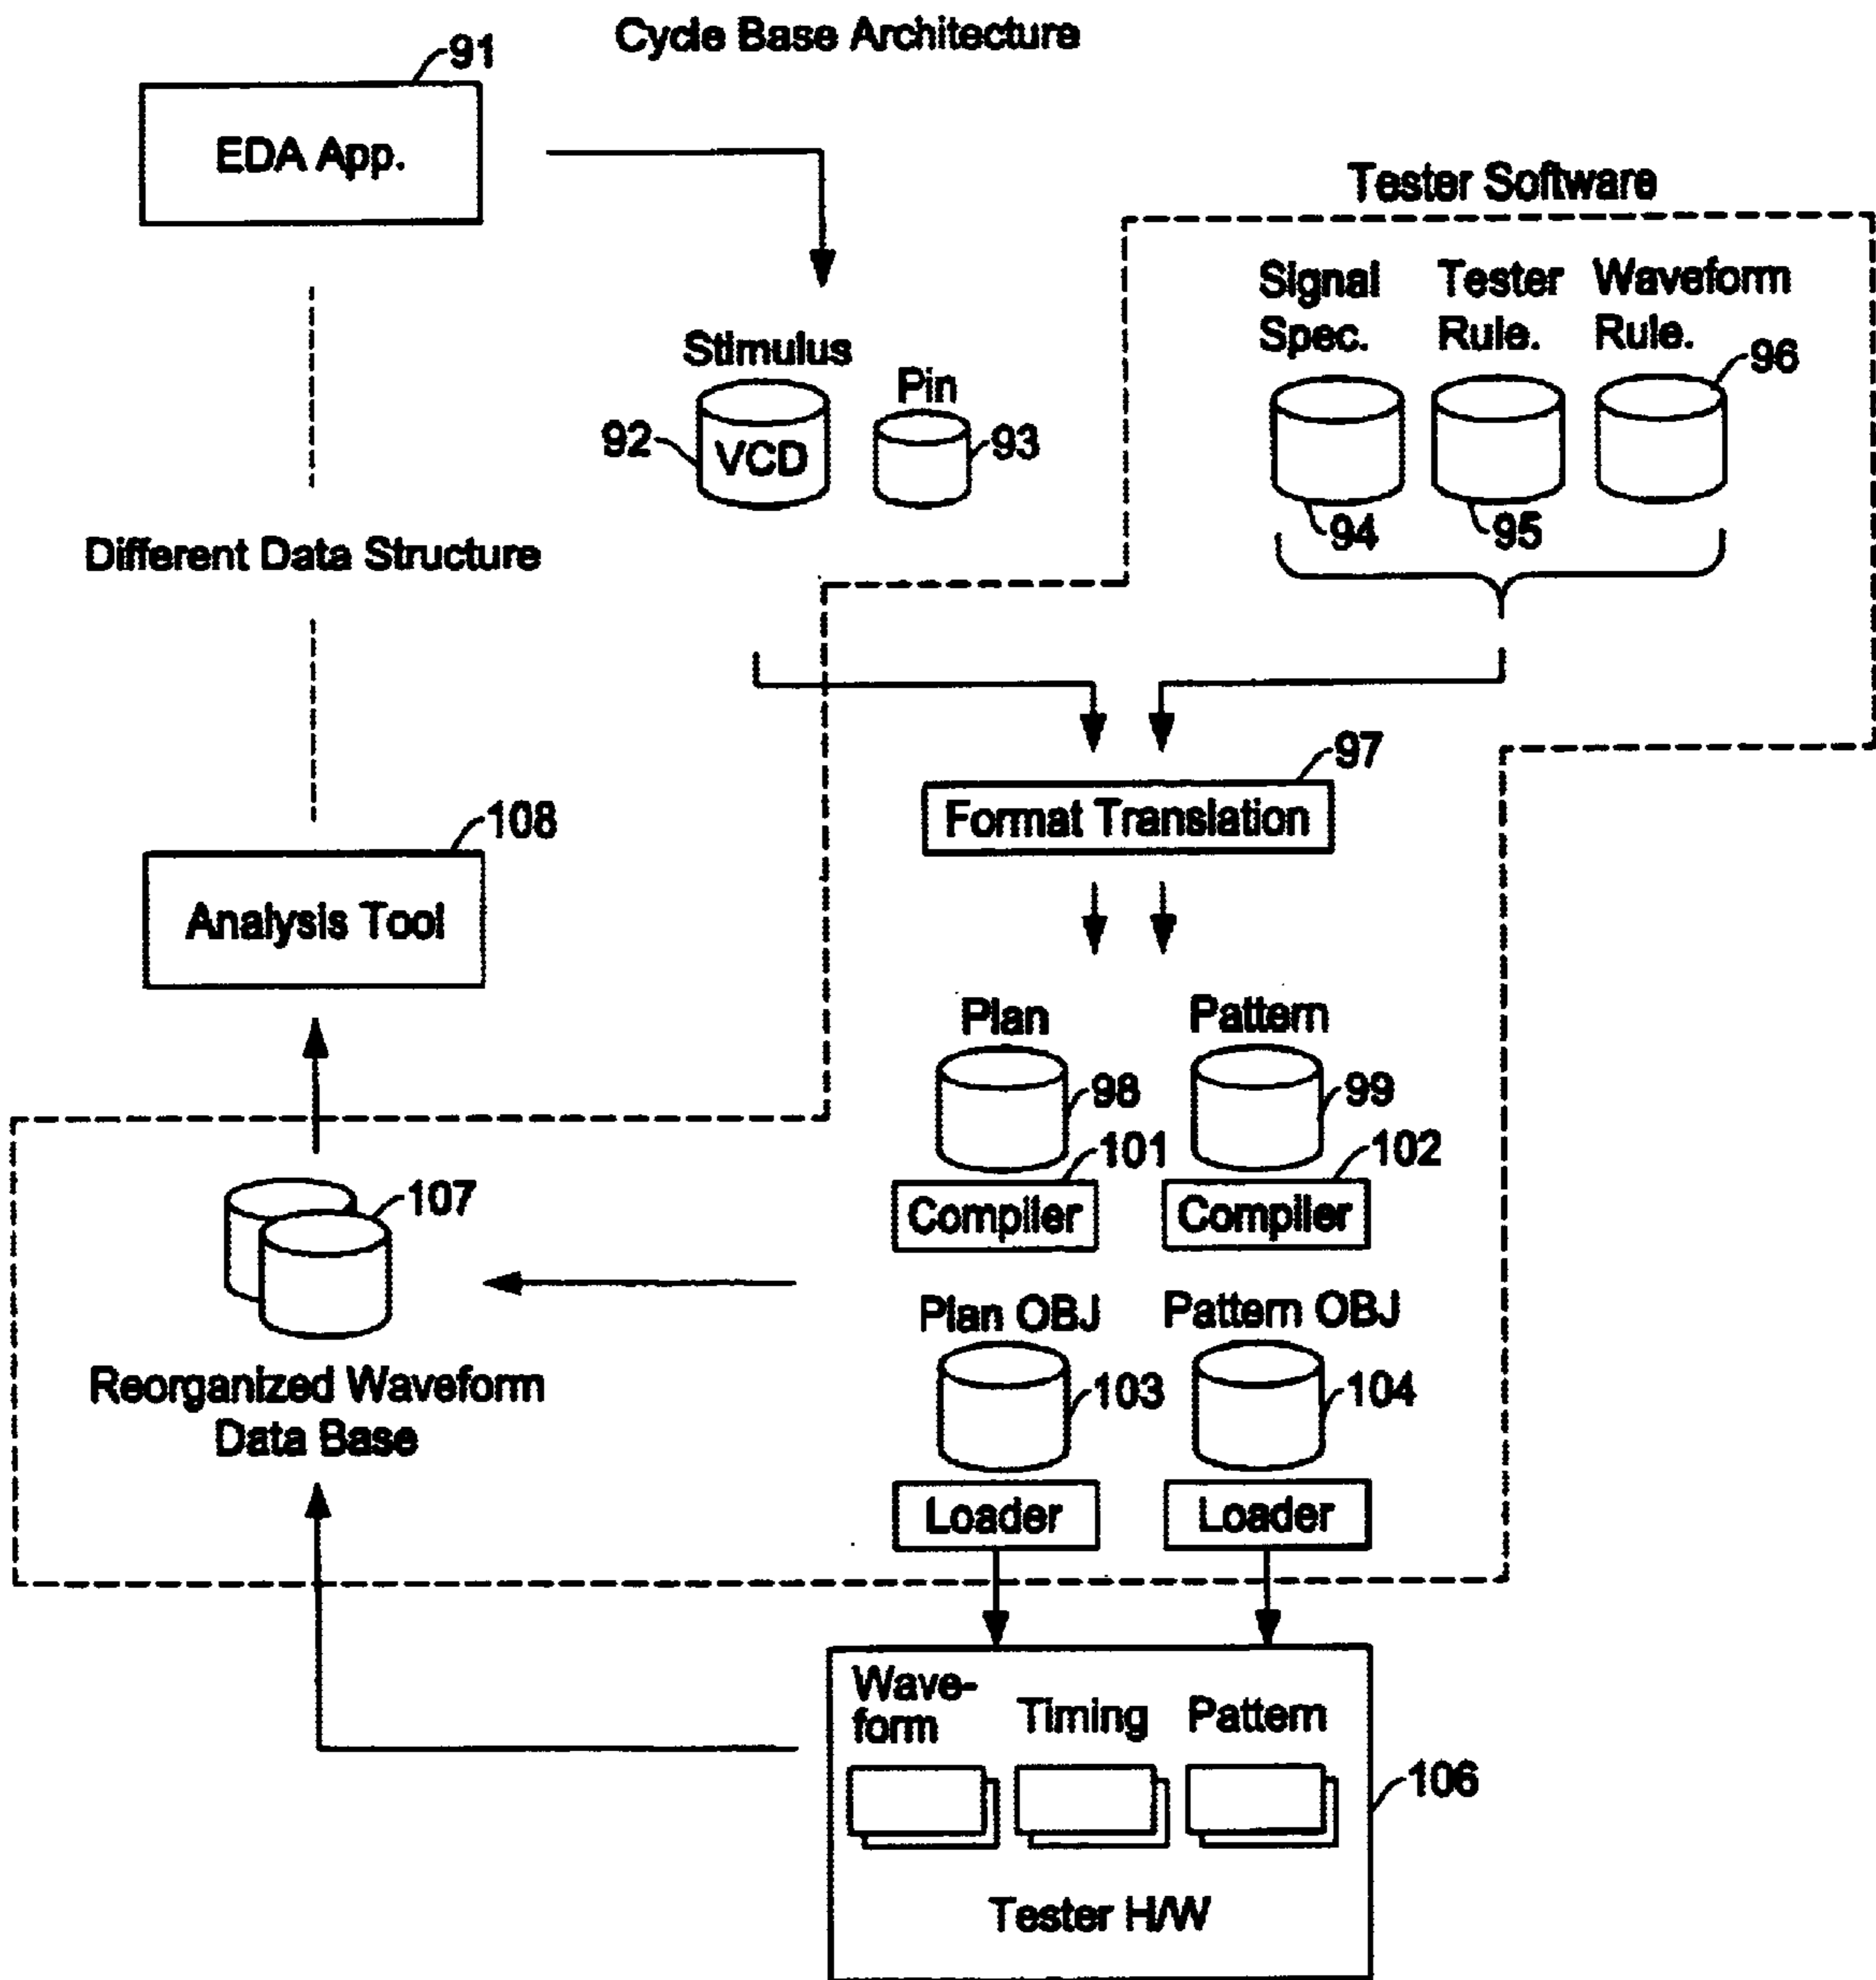 Cycle Base Architecture
91
EDA App.
Tester Software
Signal
Spec.
Tester
Rule.
Waveform
Rule.
96
Stimulus
Pin
92
VCD
93
94
95
Different Data Structure
97
Format Translation
108
Analysis Tool
Plan
Pattern
98
99
101
102
Compiler
Compiler
107
Plan OBJ
Pattern OBJ
Reorganized Waveform
Data Base
103
104
Loader
Loader
Wave-
form
Timing
Pattern
106
Tester H/W